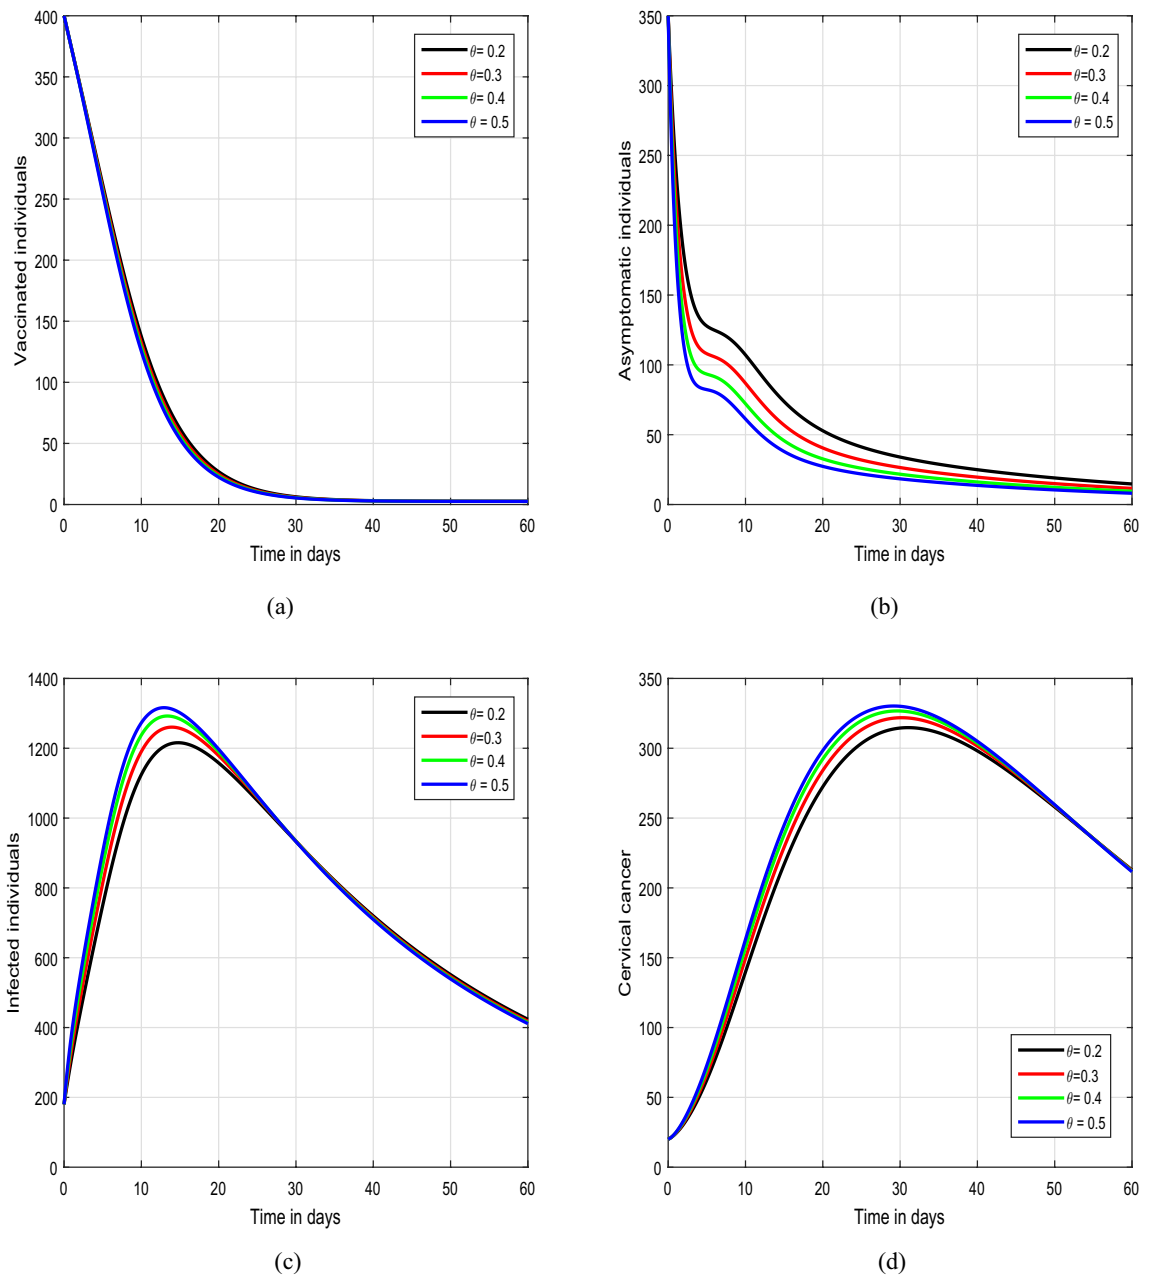 400
350
300
250
200
150
100
50
0
Vaccinated individuals
θ= 0.2
θ=0.3
θ= 0.4
θ = 0.5
0 10 20 30 40 50 60
Time in days
(a)
350
300
250
200
150
100
50
0
Asymptomatic individuals
θ= 0.2
θ=0.3
θ= 0.4
θ = 0.5
0 10 20 30 40 50 60
Time in days
(b)
1400
1200
1000
800
600
400
200
0
Infected individuals
θ= 0.2
θ=0.3
θ= 0.4
θ = 0.5
0 10 20 30 40 50 60
Time in days
(c)
350
300
250
200
150
100
50
0
Cervical cancer
θ= 0.2
θ=0.3
θ= 0.4
θ = 0.5
0 10 20 30 40 50 60
Time in days
(d)